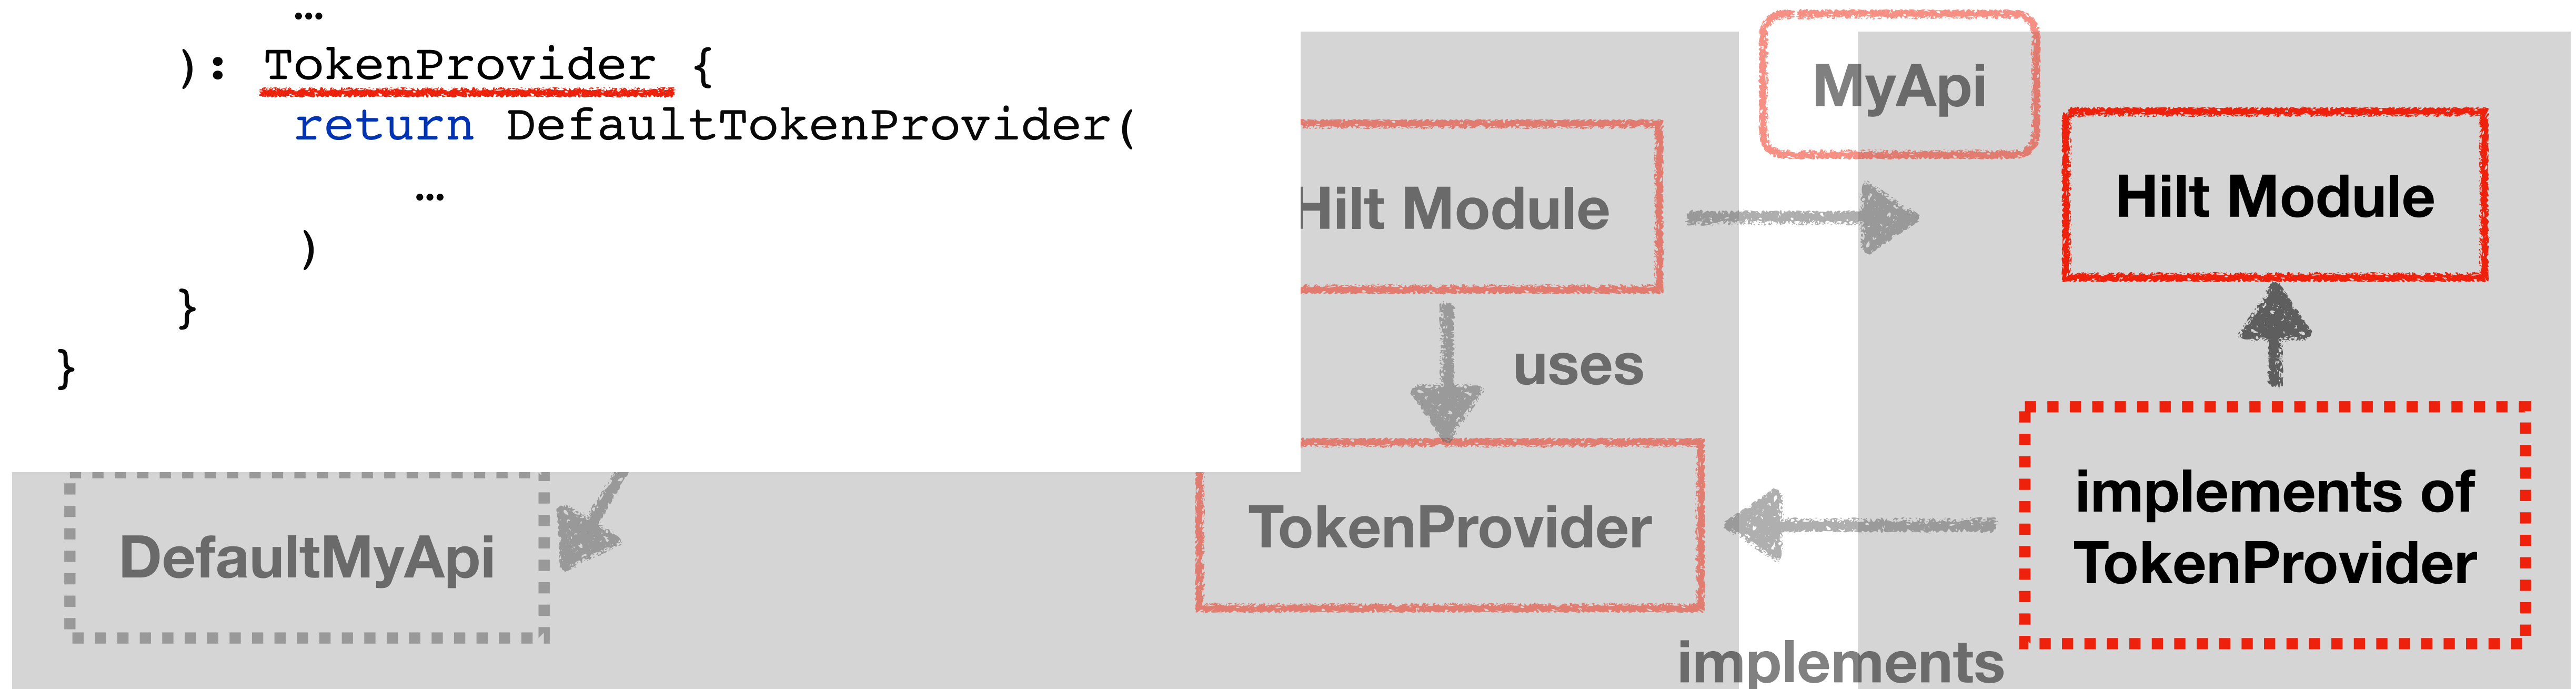 …
): TokenProvider {
return DefaultTokenProvider(
…
)
}
}
MyApi
Hilt Module
Hilt Module
uses
DefaultMyApi
TokenProvider
implements of
TokenProvider
implements